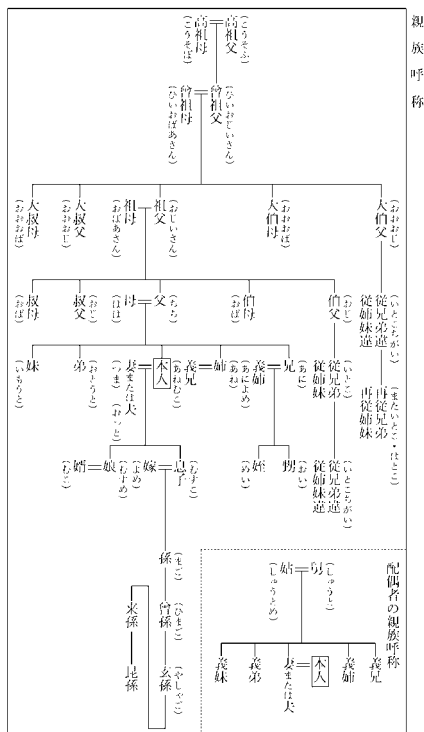 親族呼称
高祖父
(こうそふ)
高祖母
(こうそぼ)
曾祖父
(ひいおじいさん)
曾祖母
(ひいおばあさん)
大伯父
(おおおじ)
大伯母
(おおおば)
祖父
(おじいさん)
祖母
(おばあさん)
大叔父
(おおおじ)
大叔母
(おおおば)
従兄弟違
従姉妹違
(いとこちがい)
伯父
(おじ)
伯母
(おば)
父
(ちち)
母
(はは)
叔父
(おじ)
叔母
(おば)
再従兄弟
再従姉妹
(またいとこ・はとこ)
従兄弟
従姉妹
(いとこ)
兄
(あに)
義姉
(あによめ)
姉
(あね)
義兄
(あねむこ)
本人
妻または夫
(つま)
(おっと)
弟
(おとうと)
妹
(いもうと)
従兄弟違
従姉妹違
(いとこちがい)
甥
(おい)
姪
(めい)
息子
(むすこ)
嫁
(よめ)
娘
(むすめ)
婿
(むこ)
孫
(まご)
曾孫
(ひまご)
玄孫
(やしゃご)
来孫
昆孫
配偶者の親族呼称
舅
(しゅうと)
姑
(しゅうとめ)
義兄
義姉
本人
妻または夫
義弟
義妹